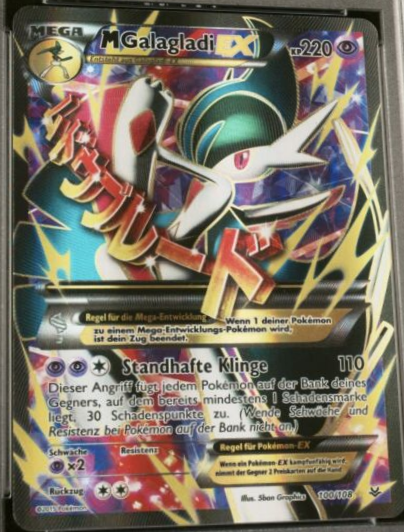 MEGA
M Galagladi EX
KP220
Entsteht aus Galagladi-EX
Regel für die Mega-Entwicklung
Wenn 1 deiner Pokémon
zu einem Mega-Entwicklungs-Pokémon wird,
ist dein Zug beendet.
Standhafte Klinge 110
Dieser Angriff fügt jedem Pokémon auf der Bank deines
Gegners, auf dem bereits mindestens 1 Schadensmarke
liegt, 30 Schadenspunkte zu. (Wende Schwäche und
Resistenz bei Pokémon auf der Bank nicht an.)
Schwäche Resistenz
×2
Rückzug
Regel für Pokémon-EX
Wenn ein Pokémon-EX kampfunfähig wird,
nimmt der Gegner 2 Preiskarten auf die Hand.
©2015 Pokémon
Illus. 5ban Graphics
100/108